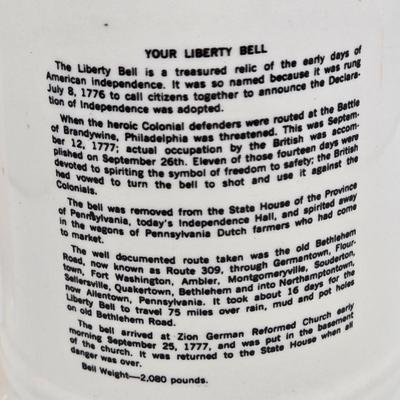 YOUR LIBERTY BELL
The Liberty Bell is a treasured relic of the early days of
American independence. It was so named because it was rung
July 8, 1776 to call citizens together to announce the Declara-
tion of Independence was adopted.
When the heroic Colonial defenders were routed at the Battle
of Brandywine, Philadelphia was threatened. This was Septem-
ber 12, 1777; actual occupation by the British was accom-
plished on September 26th. Eleven of those fourteen days were
devoted to spiriting the symbol of freedom to safety; the British
had vowed to turn the bell to shot and use it against the
Colonials.
The bell was removed from the State House of the Province
of Pennsylvania, today's Independence Hall, and spirited away
in the wagons of Pennsylvania Dutch farmers who had come
to market.
The well documented route taken was the old Bethlehem
Road, now known as Route 309, through Germantown, Flour-
town, Fort Washington, Ambler, Montgomeryville, Souderton,
Sellersville, Quakertown, Bethlehem and into Northamptontown,
now Allentown, Pennsylvania. It took about 16 days for the
Liberty Bell to travel 75 miles over rain, mud and pot holes
on old Bethlehem Road.
The bell arrived at Zion German Reformed Church early
morning September 25, 1777, and was put in the basement
of the church. It was returned to the State House when all
danger was over.
Bell Weight—2,080 pounds.